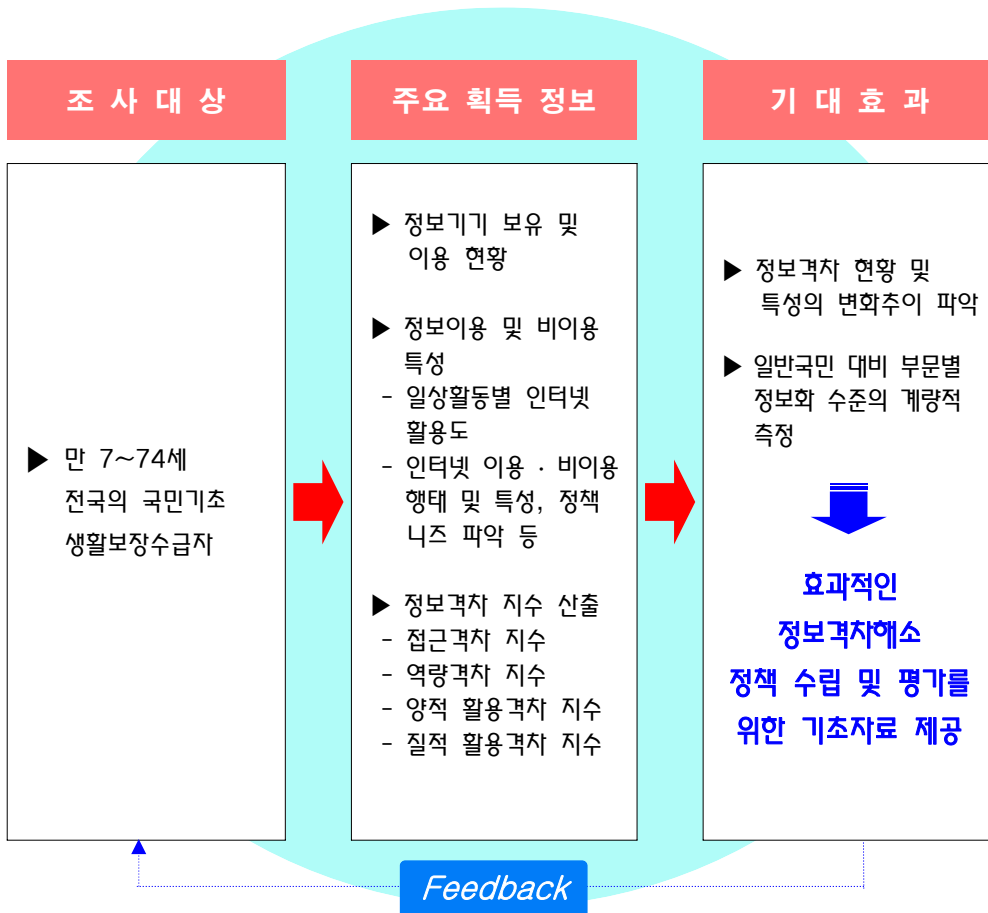 조 사 대 상
▶ 만 7~74세
전국의 국민기초
생활보장수급자
주요 획득 정보
▶ 정보기기 보유 및
이용 현황
▶ 정보이용 및 비이용
특성
- 일상활동별 인터넷
활용도
- 인터넷 이용 · 비이용
행태 및 특성, 정책
니즈 파악 등
▶ 정보격차 지수 산출
- 접근격차 지수
- 역량격차 지수
- 양적 활용격차 지수
- 질적 활용격차 지수
기 대 효 과
▶ 정보격차 현황 및
특성의 변화추이 파악
▶ 일반국민 대비 부문별
정보화 수준의 계량적
측정
효과적인
정보격차해소
정책 수립 및 평가를
위한 기초자료 제공
Feedback